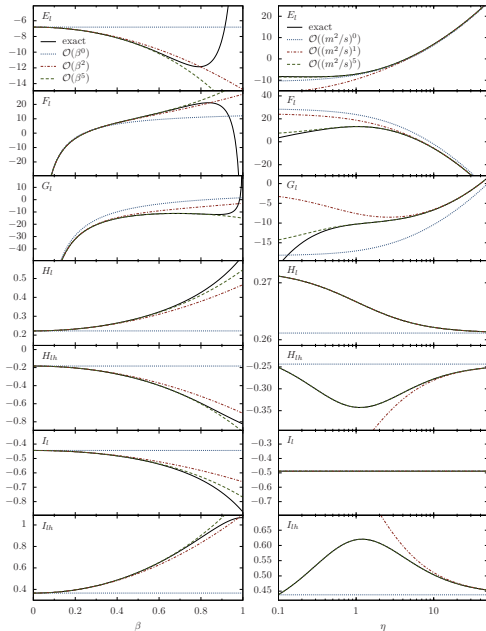 E_l
exact
O(β^0)
O(β^2)
O(β^5)
−6
−8
−10
−12
−14
F_l
20
0
−20
G_l
10
0
−10
−20
−30
−40
H_l
0.5
0.4
0.3
0.2
H_lh
0
−0.2
−0.4
−0.6
−0.8
I_l
−0.4
−0.5
−0.6
−0.7
−0.8
−0.9
I_lh
1
0.8
0.6
0.4
0 0.2 0.4 0.6 0.8 1
β
E_l
exact
O((m^2/s)^0)
O((m^2/s)^1)
O((m^2/s)^5)
20
10
0
−10
F_l
40
20
0
−20
G_l
0
−5
−10
−15
H_l
0.27
0.26
H_lh
−0.25
−0.30
−0.35
I_l
−0.3
−0.4
−0.5
−0.6
−0.7
I_lh
0.65
0.60
0.55
0.50
0.45
0.1 1 10
η